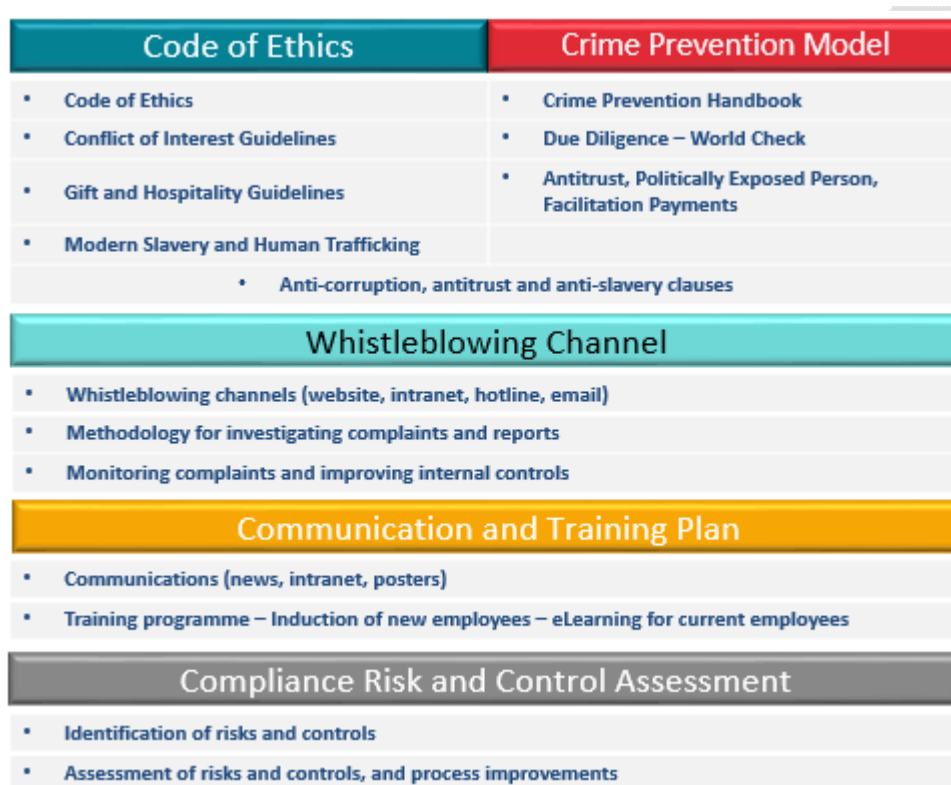 Code of Ethics
Crime Prevention Model
• Code of Ethics
• Crime Prevention Handbook
• Conflict of Interest Guidelines
• Due Diligence – World Check
• Gift and Hospitality Guidelines
• Antitrust, Politically Exposed Person,
Facilitation Payments
• Modern Slavery and Human Trafficking
• Anti-corruption, antitrust and anti-slavery clauses
Whistleblowing Channel
• Whistleblowing channels (website, intranet, hotline, email)
• Methodology for investigating complaints and reports
• Monitoring complaints and improving internal controls
Communication and Training Plan
• Communications (news, intranet, posters)
• Training programme – Induction of new employees – eLearning for current employees
Compliance Risk and Control Assessment
• Identification of risks and controls
• Assessment of risks and controls, and process improvements